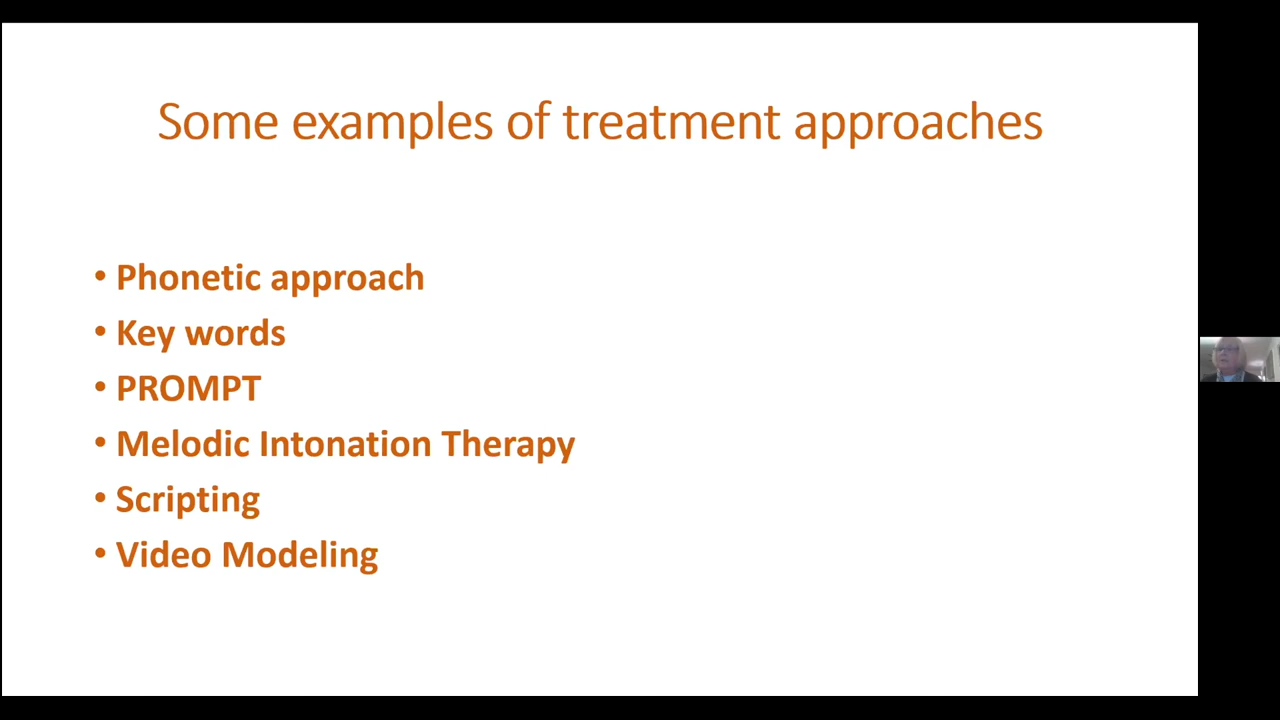 Some examples of treatment approaches
• Phonetic approach
• Key words
• PROMPT
• Melodic Intonation Therapy
• Scripting
• Video Modeling